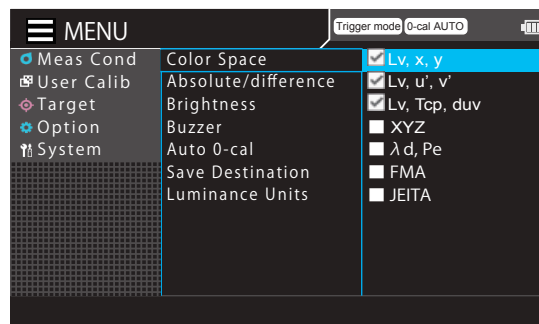 MENU
Trigger mode 0-cal AUTO
Meas Cond
User Calib
Target
Option
System
Color Space
Absolute/difference
Brightness
Buzzer
Auto 0-cal
Save Destination
Luminance Units
Lv, x, y
Lv, u', v'
Lv, Tcp, duv
XYZ
λd, Pe
FMA
JEITA